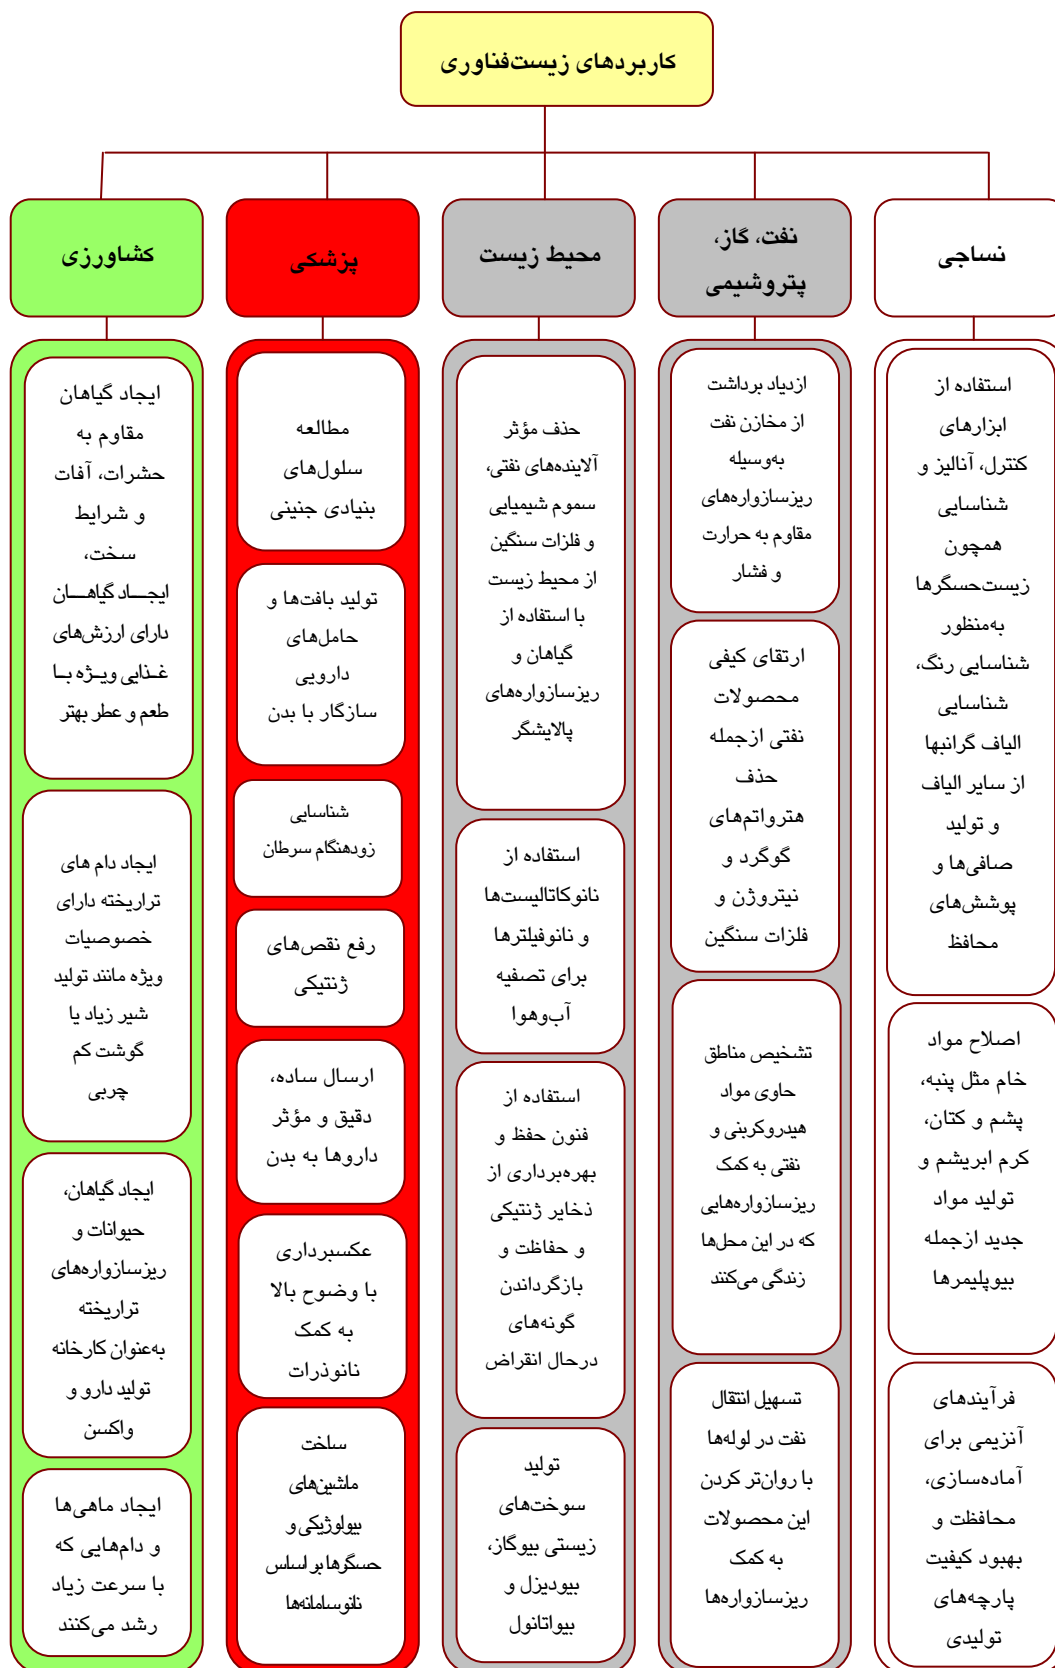 کاربردهای زیست‌فناوری
نساجی
نفت، گاز،
پتروشیمی
محیط زیست
پزشکی
کشاورزی
استفاده از
ابزارهای
کنترل، آنالیز و
شناسایی
همچون
زیست‌حسگرها
به‌منظور
شناسایی رنگ،
شناسایی
الیاف گرانبها
از سایر الیاف
و تولید
صافی‌ها و
پوشش‌های
محافظ
اصلاح مواد
خام مثل پنبه،
پشم و کتان،
کرم ابریشم و
تولید مواد
جدید ازجمله
بیوپلیمرها
فرآیندهای
آنزیمی برای
آماده‌سازی،
محافظت و
بهبود کیفیت
پارچه‌های
تولیدی
ازدیاد برداشت
از مخازن نفت
به‌وسیله
ریزسازواره‌های
مقاوم به حرارت
و فشار
ارتقای کیفی
محصولات
نفتی ازجمله
حذف
هترواتم‌های
گوگرد و
نیتروژن و
فلزات سنگین
تشخیص مناطق
حاوی مواد
هیدروکربنی و
نفتی به کمک
ریزسازواره‌هایی
که در این محل‌ها
زندگی می‌کنند
تسهیل انتقال
نفت در لوله‌ها
با روان‌تر کردن
این محصولات
به کمک
ریزسازواره‌ها
حذف مؤثر
آلاینده‌های نفتی،
سموم شیمیایی
و فلزات سنگین
از محیط زیست
با استفاده از
گیاهان و
ریزسازواره‌های
پالایشگر
استفاده از
نانوکاتالیست‌ها
و نانوفیلترها
برای تصفیه
آب‌وهوا
استفاده از
فنون حفظ و
بهره‌برداری از
ذخایر ژنتیکی
و حفاظت و
بازگرداندن
گونه‌های
درحال انقراض
تولید
سوخت‌های
زیستی بیوگاز،
بیودیزل و
بیواتانول
مطالعه
سلول‌های
بنیادی جنینی
تولید بافت‌ها و
حامل‌های
دارویی
سازگار با بدن
شناسایی
زودهنگام سرطان
رفع نقص‌های
ژنتیکی
ارسال ساده،
دقیق و مؤثر
داروها به بدن
عکسبرداری
با وضوح بالا
به کمک
نانوذرات
ساخت
ماشین‌های
بیولوژیکی و
حسگرها بر اساس
نانوسامانه‌ها
ایجاد گیاهان
مقاوم به
حشرات، آفات
و شرایط
سخت،
ایجــاد گیاهــان
دارای ارزش‌های
غــذایی ویــژه بــا
طعم و عطر بهتر
ایجاد دام های
تراریخته دارای
خصوصیات
ویژه مانند تولید
شیر زیاد یا
گوشت کم
چربی
ایجاد گیاهان،
حیوانات و
ریزسازواره‌های
تراریخته
به‌عنوان کارخانه
تولید دارو و
واکسن
ایجاد ماهی‌ها
و دام‌هایی که
با سرعت زیاد
رشد می‌کنند